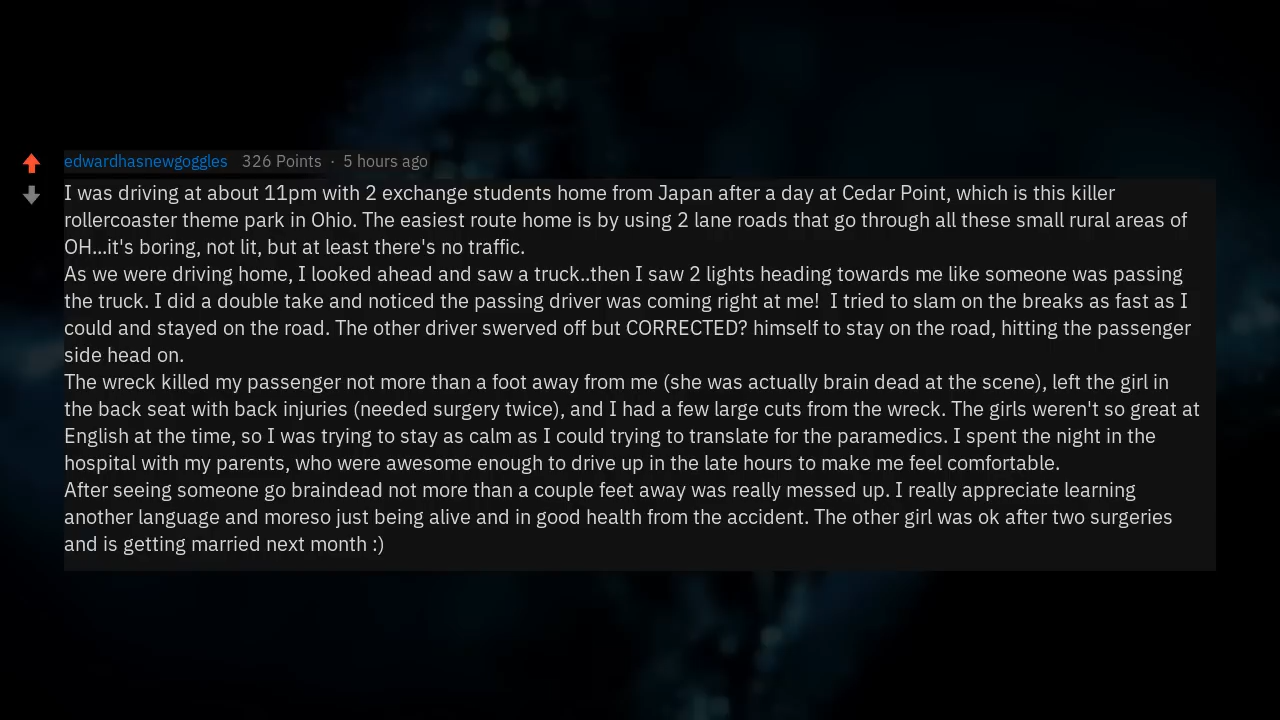 edwardhasnewgoggles 326 Points · 5 hours ago
I was driving at about 11pm with 2 exchange students home from Japan after a day at Cedar Point, which is this killer
rollercoaster theme park in Ohio. The easiest route home is by using 2 lane roads that go through all these small rural areas of
OH...it's boring, not lit, but at least there's no traffic.
As we were driving home, I looked ahead and saw a truck..then I saw 2 lights heading towards me like someone was passing
the truck. I did a double take and noticed the passing driver was coming right at me!  I tried to slam on the breaks as fast as I
could and stayed on the road. The other driver swerved off but CORRECTED? himself to stay on the road, hitting the passenger
side head on.
The wreck killed my passenger not more than a foot away from me (she was actually brain dead at the scene), left the girl in
the back seat with back injuries (needed surgery twice), and I had a few large cuts from the wreck. The girls weren't so great at
English at the time, so I was trying to stay as calm as I could trying to translate for the paramedics. I spent the night in the
hospital with my parents, who were awesome enough to drive up in the late hours to make me feel comfortable.
After seeing someone go braindead not more than a couple feet away was really messed up. I really appreciate learning
another language and moreso just being alive and in good health from the accident. The other girl was ok after two surgeries
and is getting married next month :)